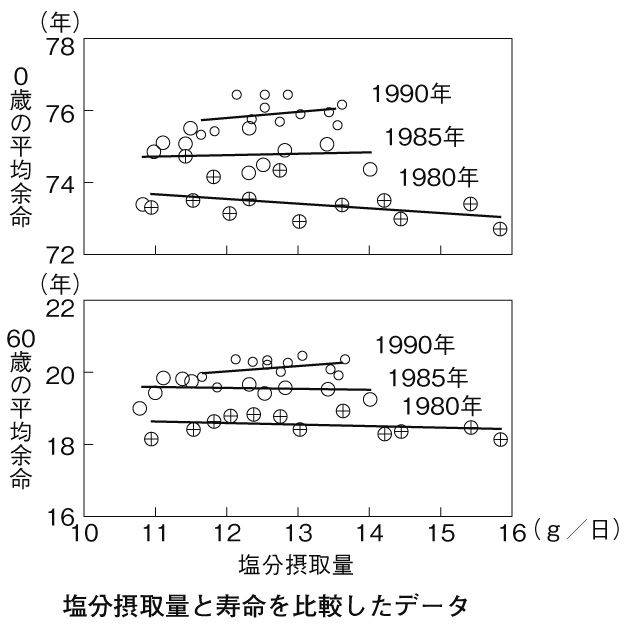 （年）
78
76
74
72
0歳の平均余命
1990年
1985年
1980年
（年）
22
20
18
16
60歳の平均余命
1990年
1985年
1980年
10 11 12 13 14 15 16（g／日）
塩分摂取量
塩分摂取量と寿命を比較したデータ